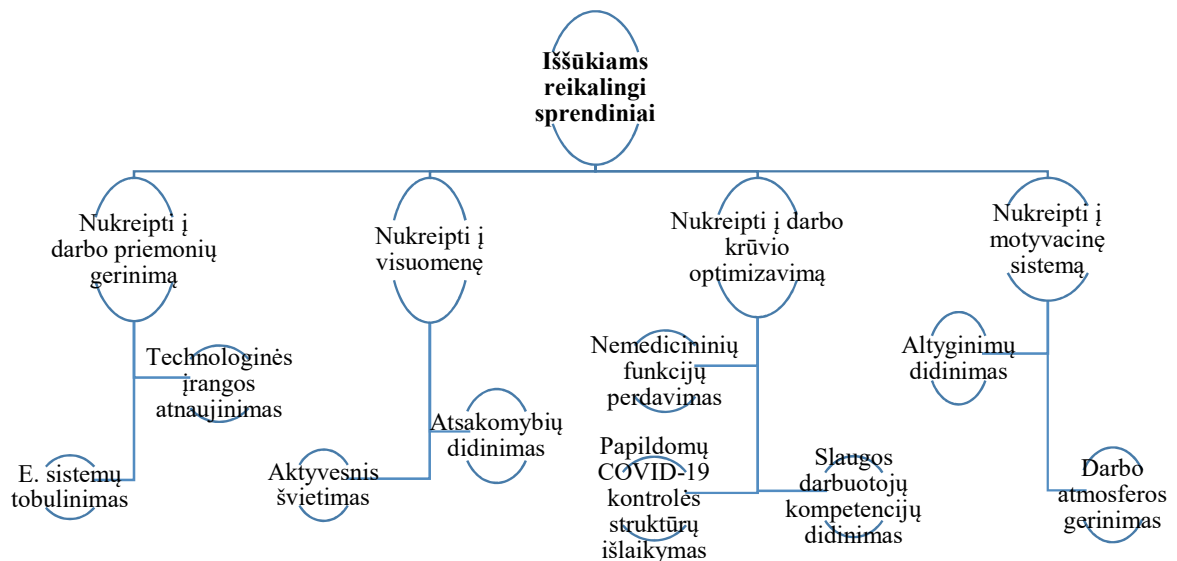 Iššūkiams
reikalingi
sprendiniai
Nukreipti į
darbo priemonių
gerinimą
Nukreipti į
visuomenę
Nukreipti į darbo
krūvio
optimizavimą
Nukreipti į
motyvacinę
sistemą
Technologinės
įrangos
atnaujinimas
E. sistemų
tobulinimas
Atsakomybių
didinimas
Aktyvesnis
švietimas
Nemedicininių
funkcijų
perdavimas
Papildomų
COVID-19
kontrolės
struktūrų
išlaikymas
Slaugos
darbuotojų
kompetencijų
didinimas
Altyginimų
didinimas
Darbo
atmosferos
gerinimas